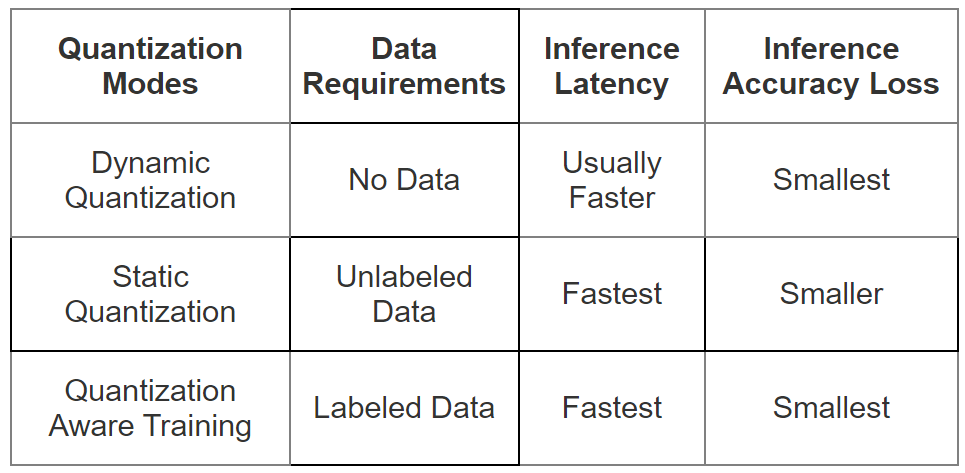 Quantization Modes Data Requirements Inference Latency Inference Accuracy Loss
Dynamic Quantization No Data Usually Faster Smallest
Static Quantization Unlabeled Data Fastest Smaller
Quantization Aware Training Labeled Data Fastest Smallest